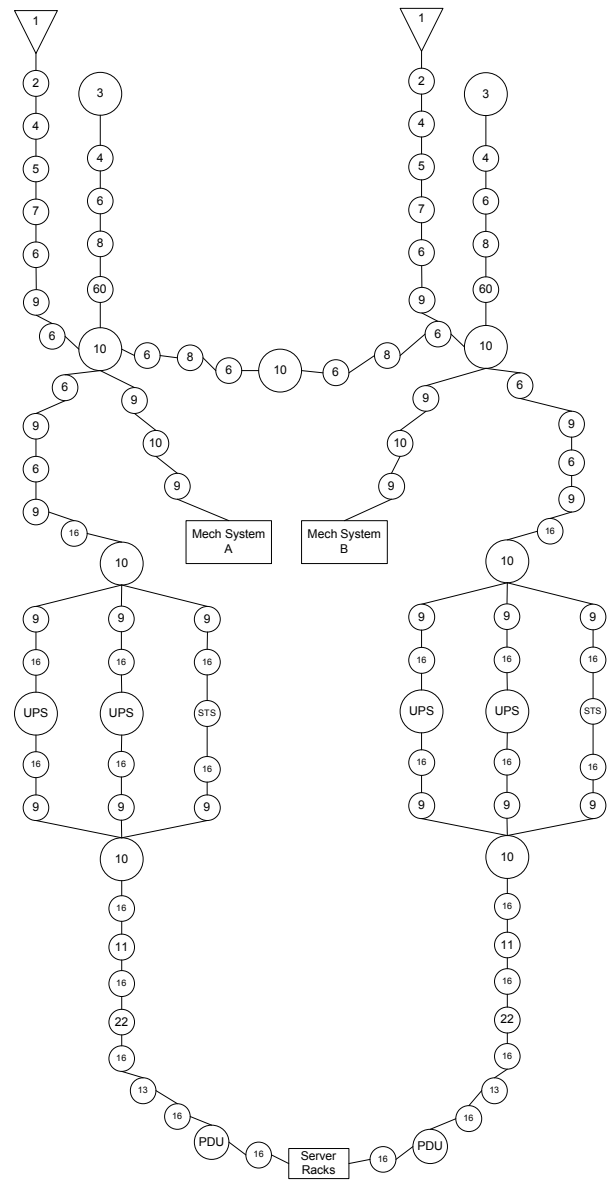 1 1
2 2
3 3
4 4
4 4
5 5
6 6
7 7
8 8
6 6
60 60
9 9
6 6
10 10
6 8 6 10 6 8
6 9 9 6
9 10 10 9
6 9 9 6
9 9
16 16
Mech System
A
Mech System
B
10 10
9 9 9 9 9 9
16 16 16 16 16 16
UPS UPS STS UPS UPS STS
16 16 16 16 16 16
9 9 9 9 9 9
10 10
16 16
11 11
16 16
22 22
16 16
13 13
16 16
PDU PDU
16 16
Server
Racks